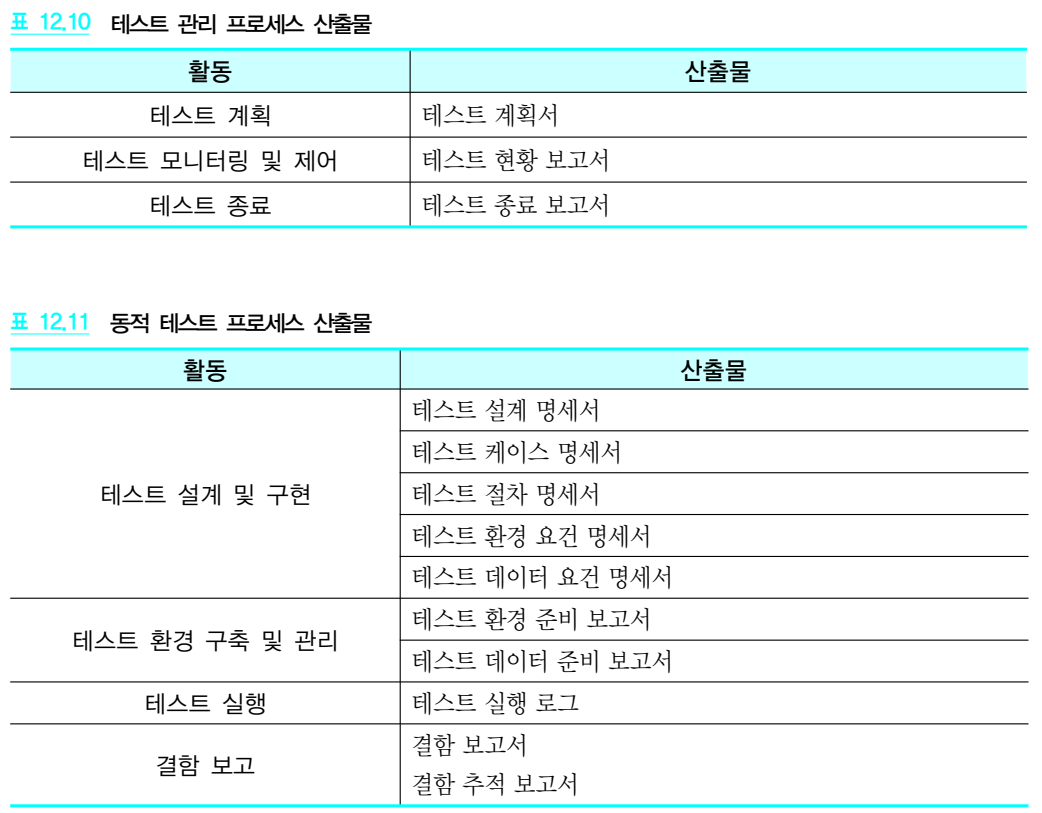 표 12.10 테스트 관리 프로세스 산출물
활동 산출물
테스트 계획 테스트 계획서
테스트 모니터링 및 제어 테스트 현황 보고서
테스트 종료 테스트 종료 보고서
표 12.11 동적 테스트 프로세스 산출물
활동 산출물
테스트 설계 및 구현 테스트 설계 명세서
테스트 케이스 명세서
테스트 절차 명세서
테스트 환경 요건 명세서
테스트 데이터 요건 명세서
테스트 환경 구축 및 관리 테스트 환경 준비 보고서
테스트 데이터 준비 보고서
테스트 실행 테스트 실행 로그
결함 보고 결함 보고서
결함 추적 보고서